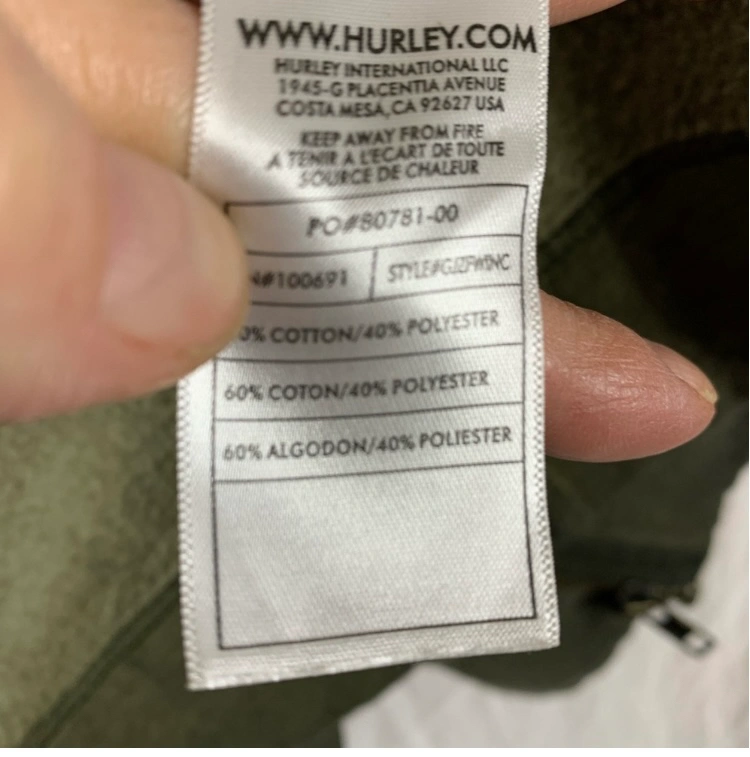 WWW.HURLEY.COM
HURLEY INTERNATIONAL LLC
1945-G PLACENTIA AVENUE
COSTA MESA, CA 92627 USA
KEEP AWAY FROM FIRE
A TENIR A L'ECART DE TOUTE
SOURCE DE CHALEUR
PO#80781-00
#100691
0% COTTON/40% POLYESTER
60% COTON/40% POLYESTER
60% ALGODON/40% POLIESTER